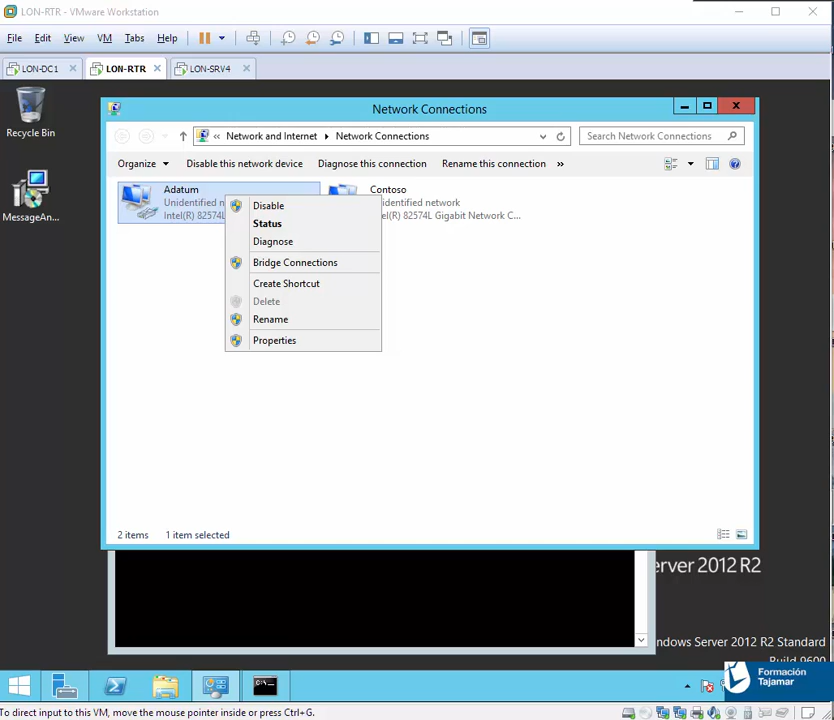 LON-RTR - VMware Workstation
File Edit View VM Tabs Help
LON-DC1 LON-RTR LON-SRV4
Recycle Bin
MessageAn...
Network Connections
« Network and Internet Network Connections
Search Network Connections
Organize Disable this network device Diagnose this connection Rename this connection »
Adatum
Unidentified n
Intel(R) 82574L
Contoso
identified network
82574L Gigabit Network C...
Disable
Status
Diagnose
Bridge Connections
Create Shortcut
Delete
Rename
Properties
2 items 1 item selected
erver 2012 R2
ndows Server 2012 R2 Standard
Build 9600
Formación
Tajamar
To direct input to this VM, move the mouse pointer inside or press Ctrl+G.